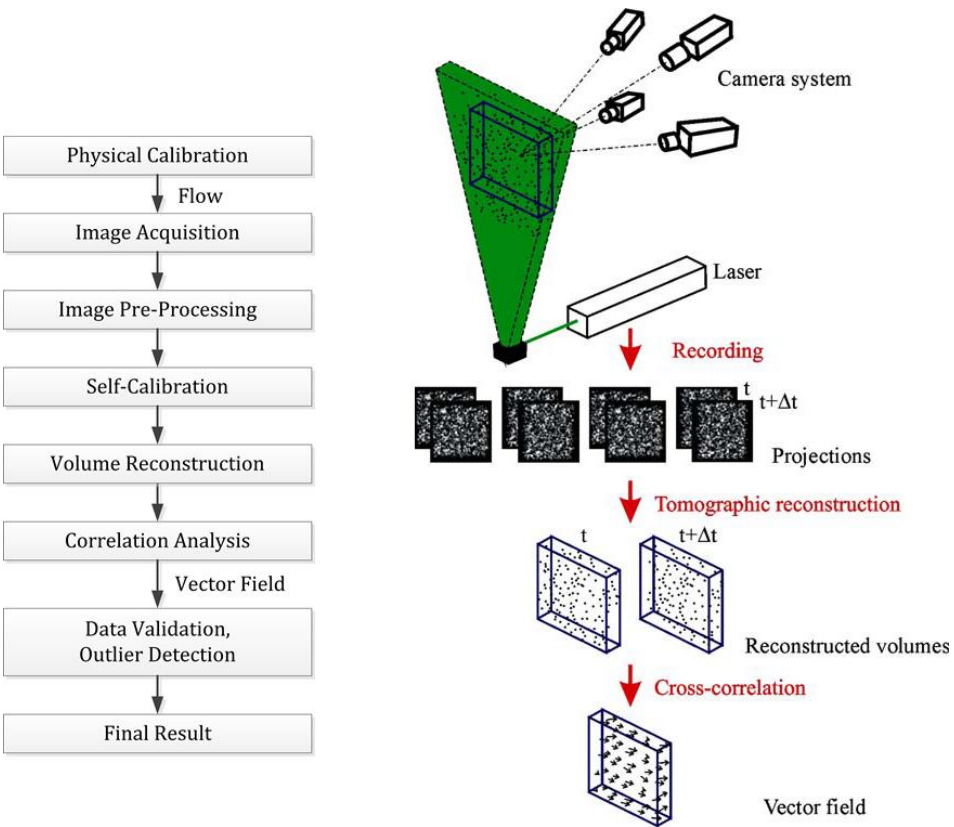 Physical Calibration
Flow
Image Acquisition
Image Pre-Processing
Self-Calibration
Volume Reconstruction
Correlation Analysis
Vector Field
Data Validation,
Outlier Detection
Final Result
Camera system
Laser
Recording
t
t+Δt
Projections
Tomographic reconstruction
t
t+Δt
Reconstructed volumes
Cross-correlation
Vector field